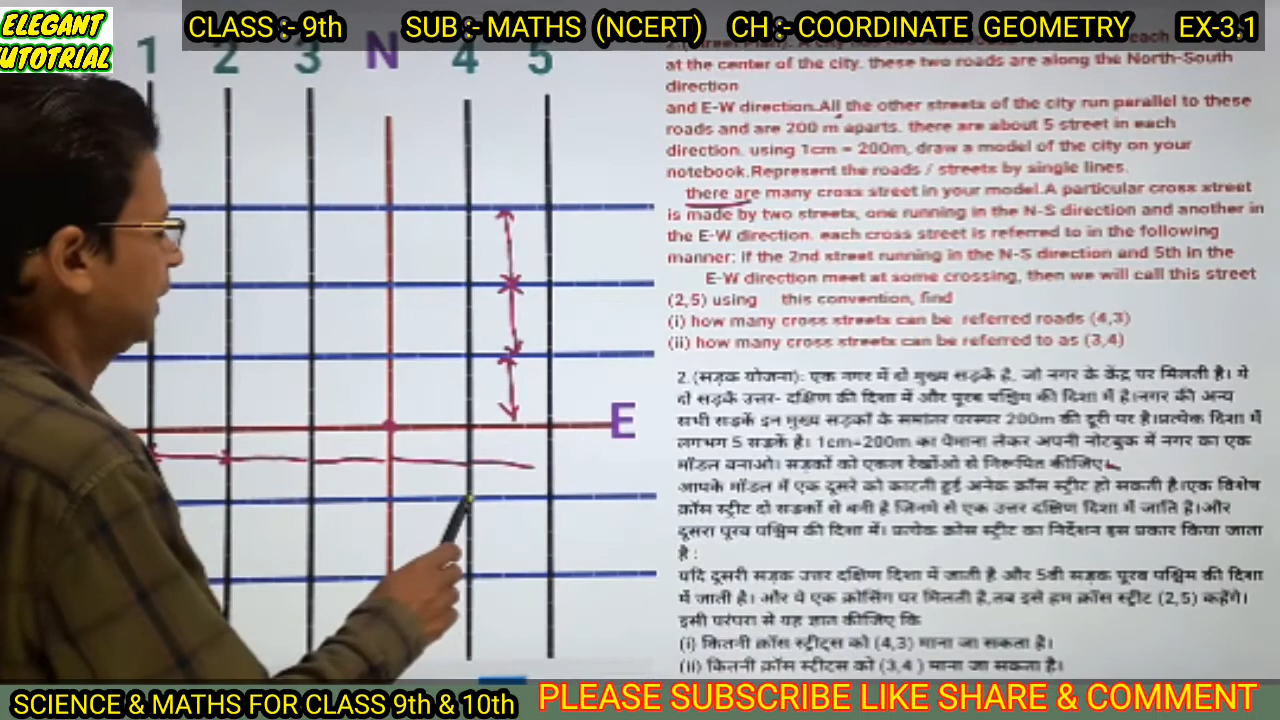 ELEGANT
TUTOTRIAL
CLASS :- 9th SUB :- MATHS (NCERT) CH :- COORDINATE GEOMETRY EX-3.1
1 2 3 N 4 5
E
each
at the center of the city. these two roads are along the North-South
direction
and E-W direction.All the other streets of the city run parallel to these
roads and are 200 m aparts. there are about 5 street in each
direction. using 1cm = 200m, draw a model of the city on your
notebook.Represent the roads / streets by single lines.
there are many cross street in your model.A particular cross street
is made by two streets, one running in the N-S direction and another in
the E-W direction. each cross street is referred to in the following
manner: if the 2nd street running in the N-S direction and 5th in the
E-W direction meet at some crossing, then we will call this street
(2,5) using this convention, find
(i) how many cross streets can be referred roads (4,3)
(ii) how many cross streets can be referred to as (3,4)
2.(सड़क योजना): एक नगर में दो मुख्य सड़कें है, जो नगर के केंद्र पर मिलती है। ये
दो सड़कें उत्तर- दक्षिण की दिशा में और पूरब पश्चिम की दिशा में है।नगर की अन्य
सभी सड़कें इन मुख्य सड़कों के समांतर परस्पर 200m की दूरी पर है।प्रत्येक दिशा में
लगभग 5 सड़कें है। 1cm=200m का पैमाना लेकर अपनी नोटबुक में नगर का एक
मॉडल बनाओ। सड़कों को एकल रेखाओं से निरूपित कीजिए
आपके मॉडल में एक दूसरे को काटती हुई अनेक क्रॉस स्ट्रीट हो सकती है।एक विशेष
क्रॉस स्ट्रीट दो सड़कों से बनी है जिनमे से एक उत्तर दक्षिण दिशा में जाति है।और
दूसरा पूरब पश्चिम की दिशा में। प्रत्येक क्रोस स्ट्रीट का निर्देशन इस प्रकार किया जाता
है :
यदि दूसरी सड़क उत्तर दक्षिण दिशा में जाती है और 5वी सड़क पूरब पश्चिम की दिशा
में जाती है। और ये एक क्रोसिंग पर मिलती है,तब इसे हम क्रॉस स्ट्रीट (2,5) कहेंगे।
इसी परंपरा से यह ज्ञात कीजिए कि
(i) कितनी क्रॉस स्ट्रीट्स को (4,3) माना जा सकता है।
(ii) कितनी क्रॉस स्टीटस को (3,4 ) माना जा सकता है।
SCIENCE & MATHS FOR CLASS 9th & 10th
PLEASE SUBSCRIBE LIKE SHARE & COMMENT